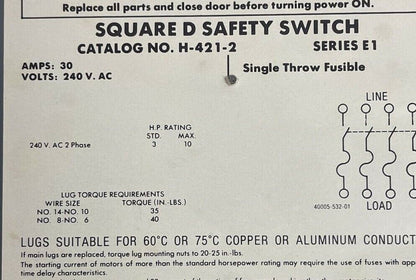 Replace all parts and close door before turning power ON.
SQUARE D SAFETY SWITCH
CATALOG NO. H-421-2 SERIES E1
AMPS: 30
VOLTS: 240 V. AC
Single Throw Fusible
LINE
H.P. RATING
STD. MAX.
240 V. AC 2 Phase 3 10
LUG TORQUE REQUIREMENTS
WIRE SIZE TORQUE (IN.-LBS.)
NO. 14-NO. 10 35
NO. 8-NO. 6 40
40005-532-01
LOAD
LUGS SUITABLE FOR 60°C OR 75°C COPPER OR ALUMINUM CONDUCT
If main lugs are replaced, torque lug mounting nuts to 20-25 in.-lbs.
The starting current of motors of more than the standard horsepower rating may require the use of fuses with app
time delay characteristics.